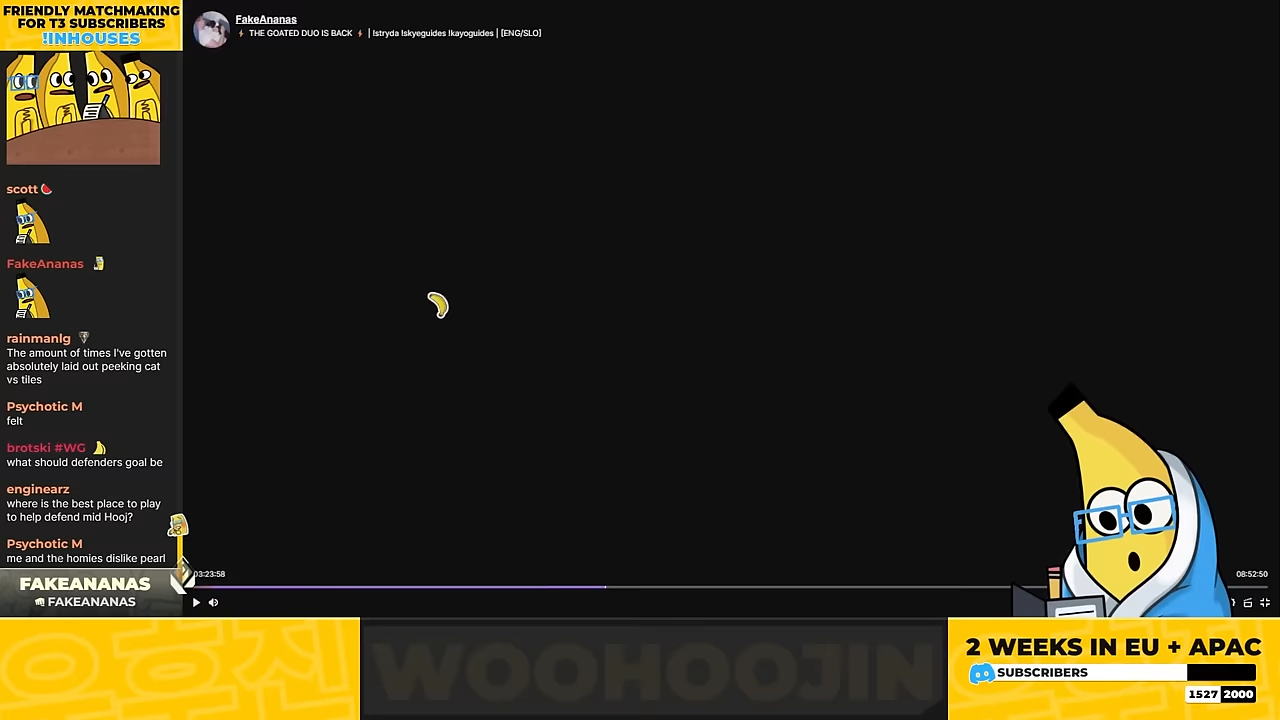 FRIENDLY MATCHMAKING
FOR T3 SUBSCRIBERS
!INHOUSES
scott
FakeAnanas
rainmanlg
The amount of times I've gotten
absolutely laid out peeking cat
vs tiles
Psychotic M
felt
brotski #WG
what should defenders goal be
enginearz
where is the best place to play
to help defend mid Hooj?
Psychotic M
me and the homies dislike pearl
FAKEANANAS
FAKEANANAS
FakeAnanas
THE GOATED DUO IS BACK | !stryda !skyeguides !kayoguides | [ENG/SLO]
03:23:58
08:52:50
유후진
WOOHOOJIN
2 WEEKS IN EU + APAC
SUBSCRIBERS
1527 2000